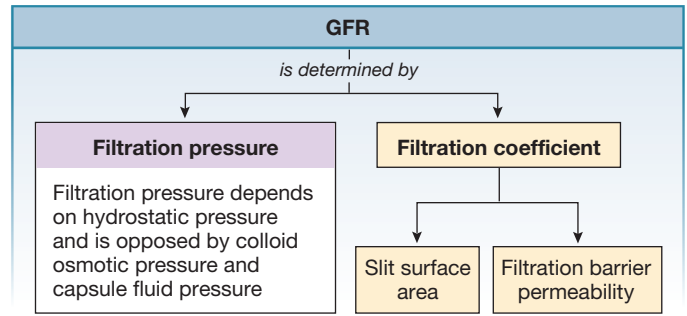 GFR
is determined by
Filtration pressure
Filtration pressure depends
on hydrostatic pressure
and is opposed by colloid
osmotic pressure and
capsule fluid pressure
Filtration coefficient
Slit surface
area
Filtration barrier
permeability